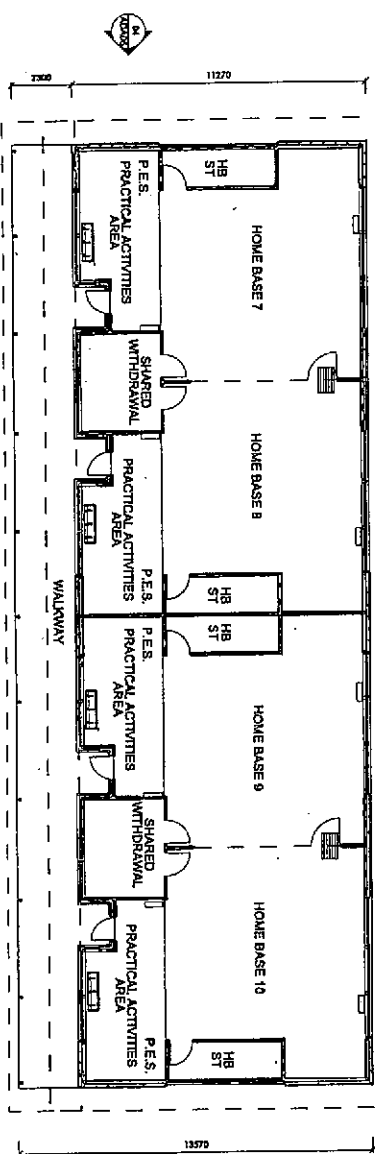 04
ADADO
2300
11270
P.E.S.
PRACTICAL ACTIVITIES
AREA
HB
ST
HOME BASE 7
SHARED
WITHDRAWAL
HOME BASE 8
P.E.S.
PRACTICAL ACTIVITIES
AREA
HB
ST
WALKWAY
P.E.S.
PRACTICAL ACTIVITIES
AREA
HB
ST
HOME BASE 9
SHARED
WITHDRAWAL
HOME BASE 10
P.E.S.
PRACTICAL ACTIVITIES
AREA
HB
ST
13570